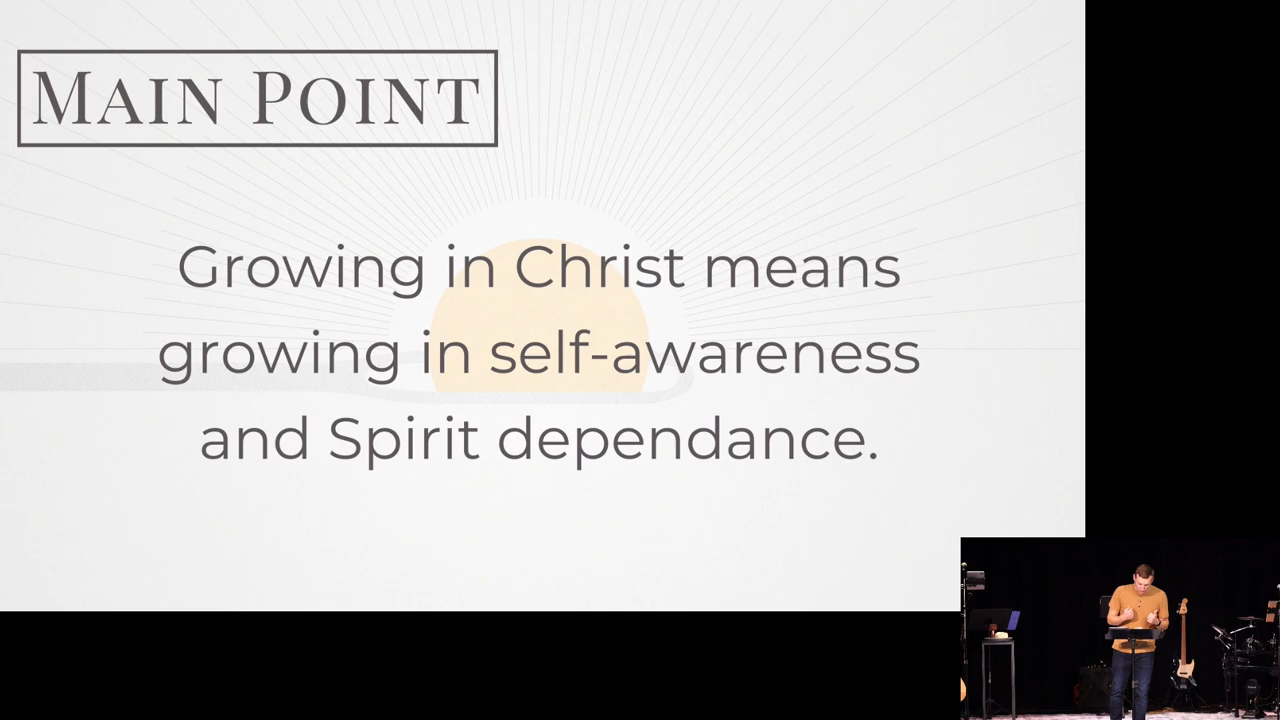 MAIN POINT
Growing in Christ means
growing in self-awareness
and Spirit dependance.